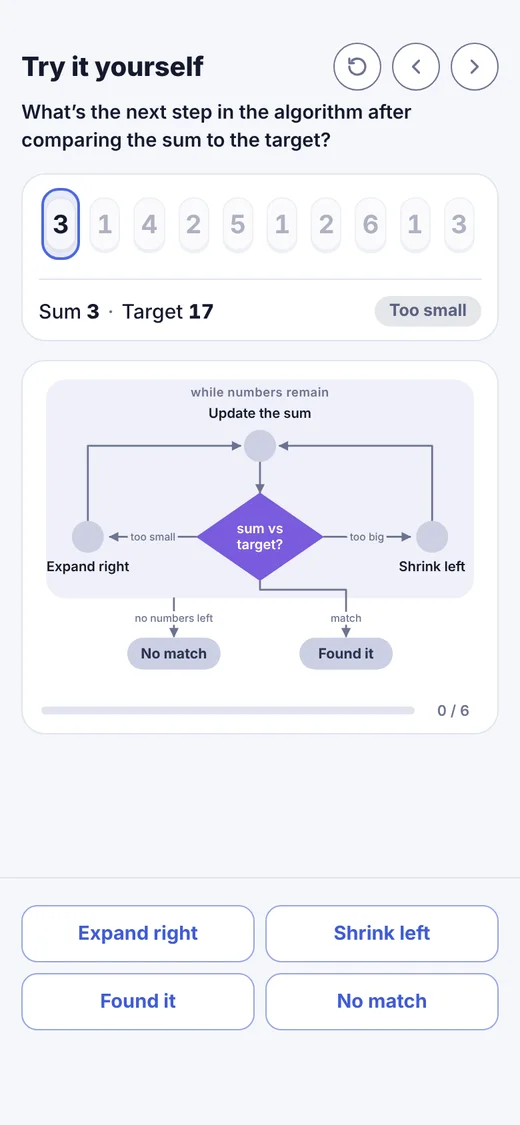 Try it yourself
What's the next step in the algorithm after
comparing the sum to the target?
3 1 4 2 5 1 2 6 1 3
Sum 3 · Target 17
Too small
while numbers remain
Update the sum
sum vs
target?
too small
too big
Expand right
Shrink left
no numbers left
match
No match
Found it
0 / 6
Expand right
Shrink left
Found it
No match